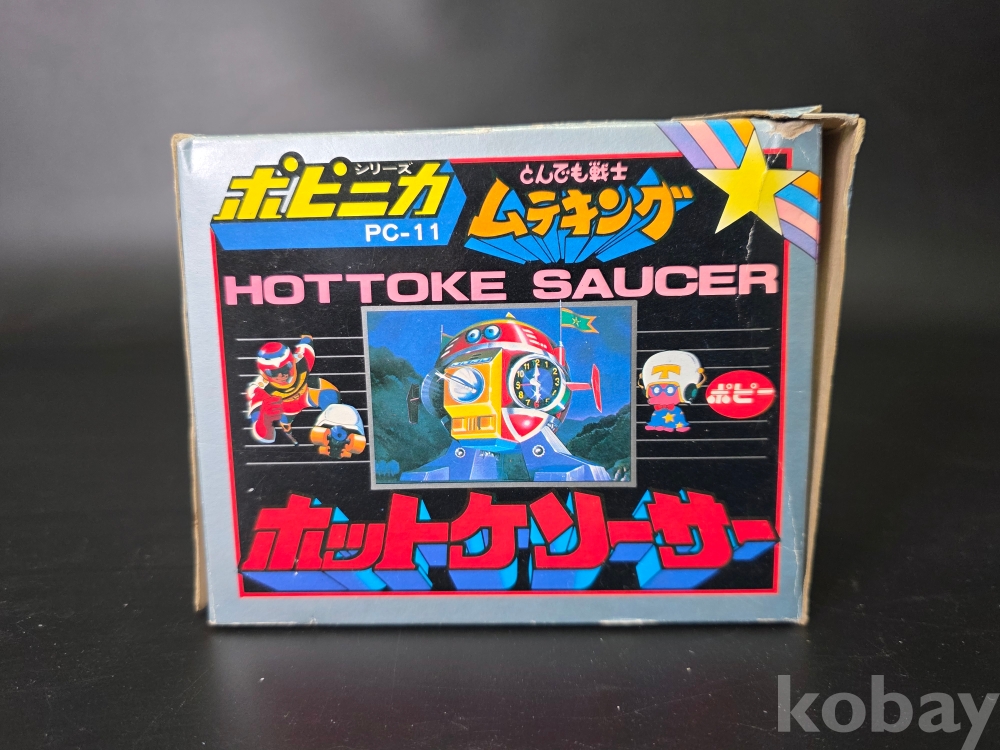 ポピニカ
シリーズ
PC-11
とんでも戦士
ムテキング
HOTTOKE SAUCER
T
ポピー
ホットケソーサー
kobay